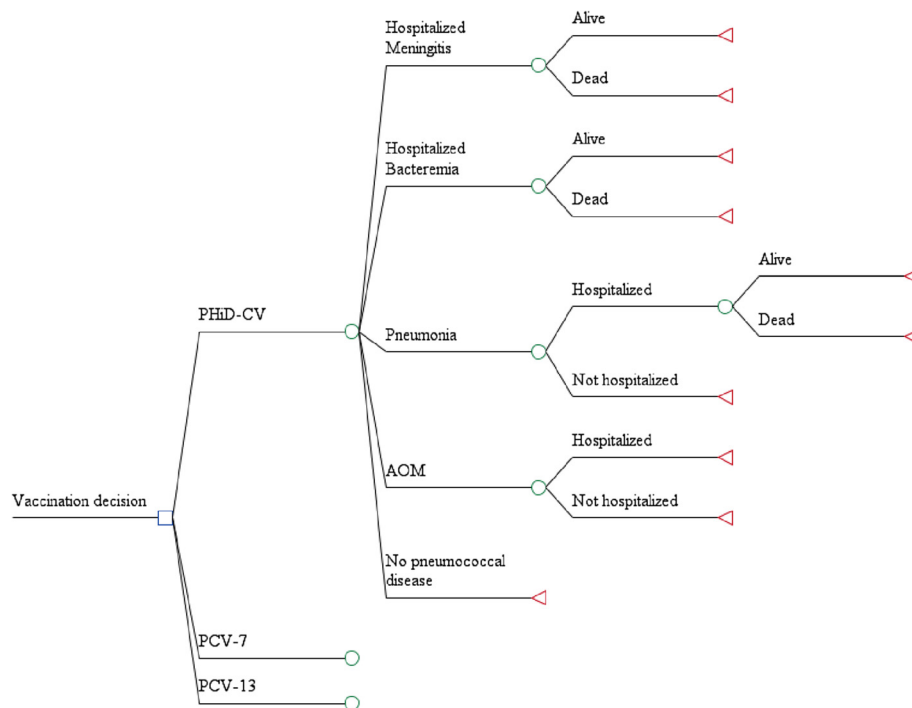 Alive
Hospitalized
Meningitis
Dead
Alive
Hospitalized
Bacteremia
Dead
Alive
Hospitalized
PHiD-CV
Pneumonia
Dead
Not hospitalized
Hospitalized
AOM
Vaccination decision
Not hospitalized
No pneumococcal
disease
PCV-7
PCV-13